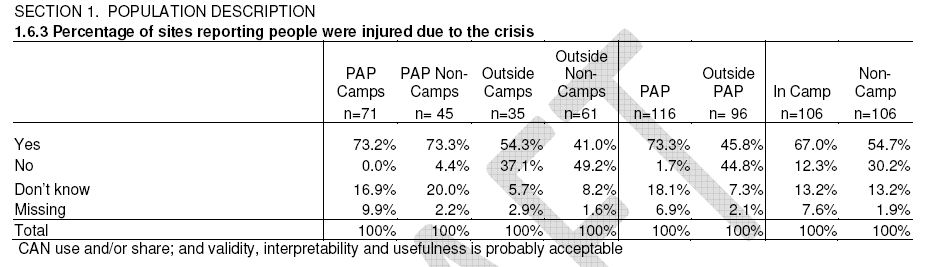 SECTION 1. POPULATION DESCRIPTION
1.6.3 Percentage of sites reporting people were injured due to the crisis
PAP Camps PAP Non-Camps Outside Camps Outside Non-Camps PAP Outside PAP In Camp Non-Camp
n=71 n= 45 n=35 n=61 n=116 n= 96 n=106 n=106
Yes 73.2% 73.3% 54.3% 41.0% 73.3% 45.8% 67.0% 54.7%
No 0.0% 4.4% 37.1% 49.2% 1.7% 44.8% 12.3% 30.2%
Don't know 16.9% 20.0% 5.7% 8.2% 18.1% 7.3% 13.2% 13.2%
Missing 9.9% 2.2% 2.9% 1.6% 6.9% 2.1% 7.6% 1.9%
Total 100% 100% 100% 100% 100% 100% 100% 100%
CAN use and/or share; and validity, interpretability and usefulness is probably acceptable